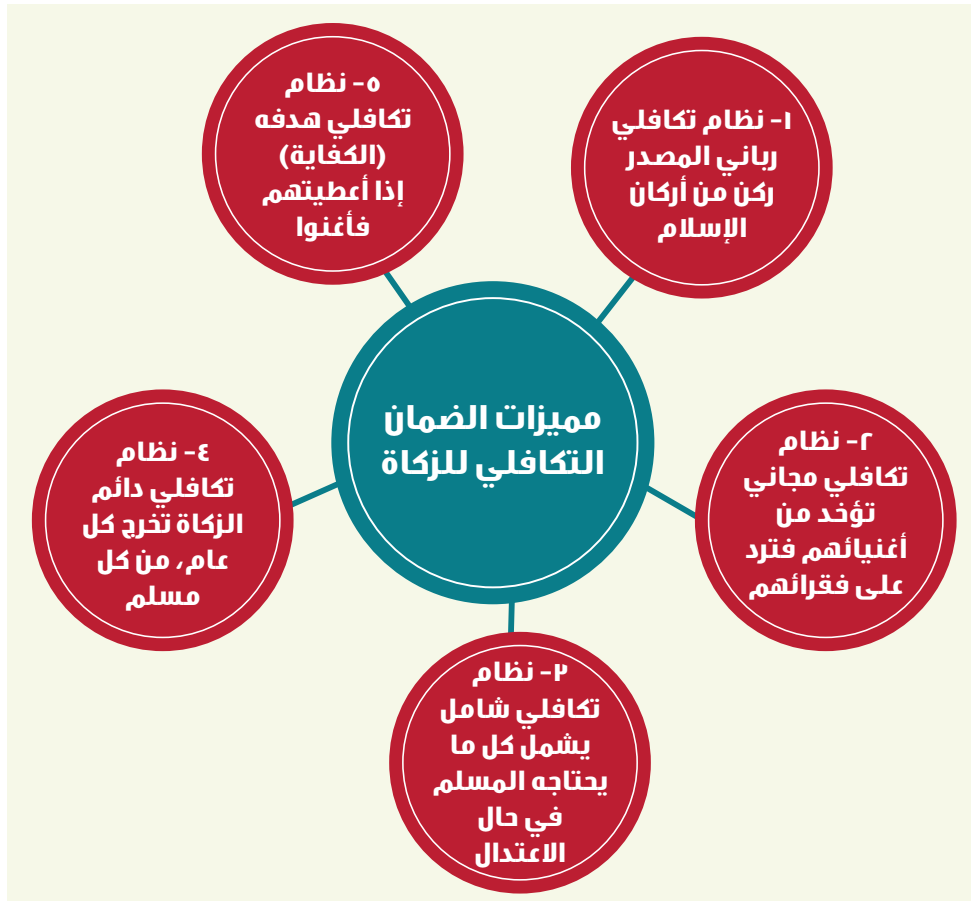 مميزات الضمان
التكافلي للزكاة
١- نظام تكافلي
رباني المصدر
ركن من أركان
الإسلام
٢- نظام
تكافلي مجاني
تؤخد من
أغنيائهم فترد
على فقرائهم
٣- نظام
تكافلي شامل
يشمل كل ما
يحتاجه المسلم
في حال
الاعتدال
٤- نظام
تكافلي دائم
الزكاة تخرج كل
عام، من كل
مسلم
٥- نظام
تكافلي هدفه
(الكفاية)
إذا أعطيتهم
فأغنوا